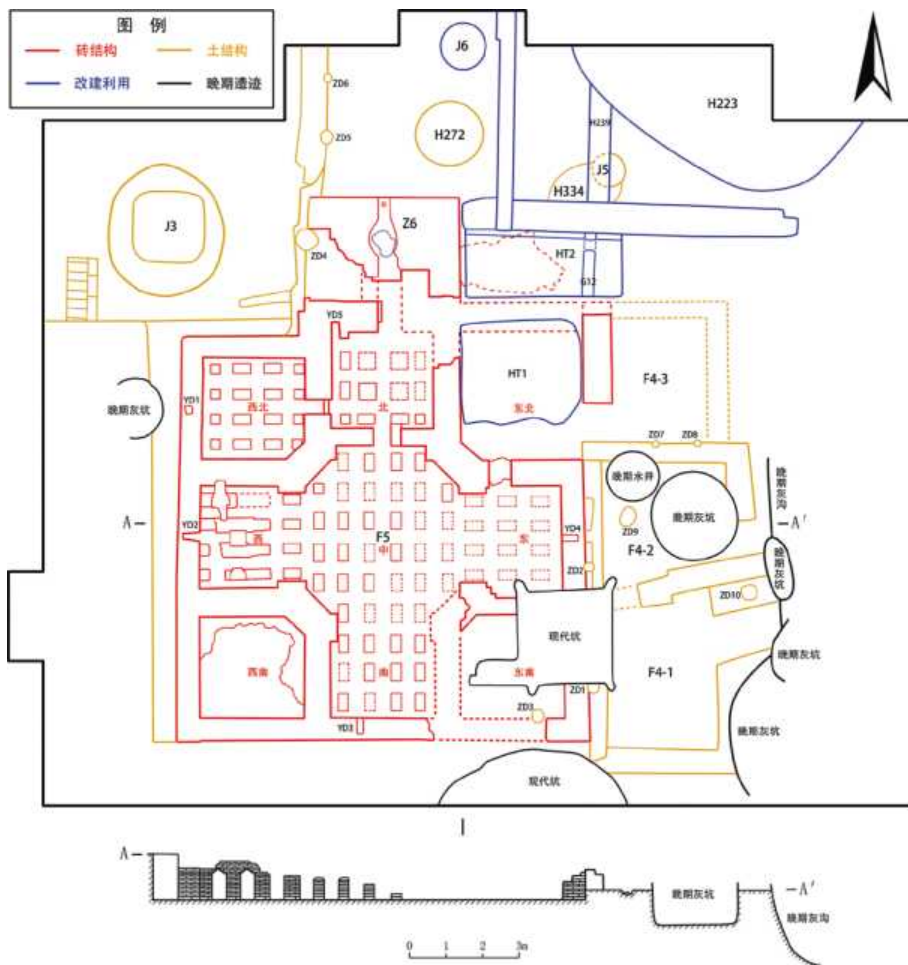 图 例
砖结构 土结构
改建利用 晚期遗迹
ZD6
J6
H223
H239
ZD5
H272
J5
H334
J3
Z6
ZD4
HT2
G12
YD5
HT1
F4-3
晚期灰坑
YD1
西北
北
东北
ZD7 ZD8
晚期水井
晚期灰沟
A A′
YD2
西
F5
中
东
YD4
ZD9
晚期灰坑
F4-2
晚期灰坑
ZD2
ZD10
现代坑
西南
南
东南
F4-1
晚期灰坑
ZD1
YD3
ZD3
晚期灰坑
现代坑
A
A′
晚期灰坑
晚期灰沟
0 1 2 3m